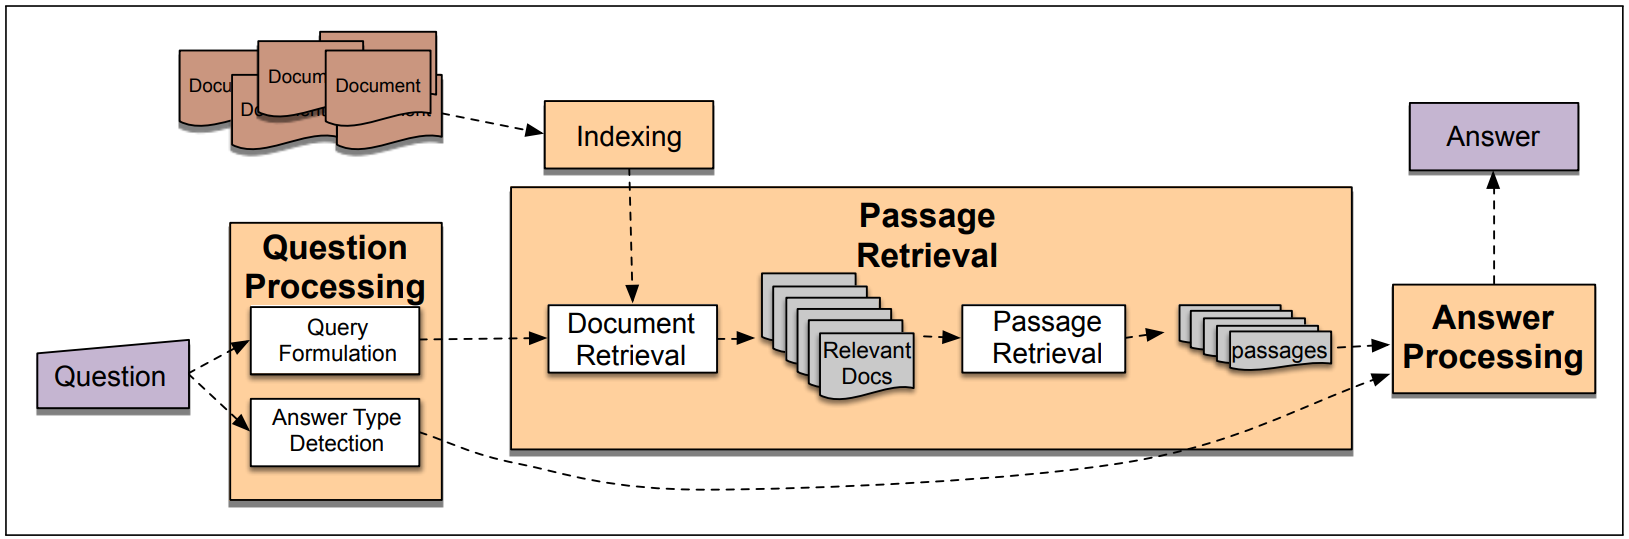 Docu
Docum
Document
Indexing
Answer
Passage
Retrieval
Question
Processing
Query
Formulation
Answer Type
Detection
Question
Document
Retrieval
Relevant
Docs
Passage
Retrieval
passages
Answer
Processing